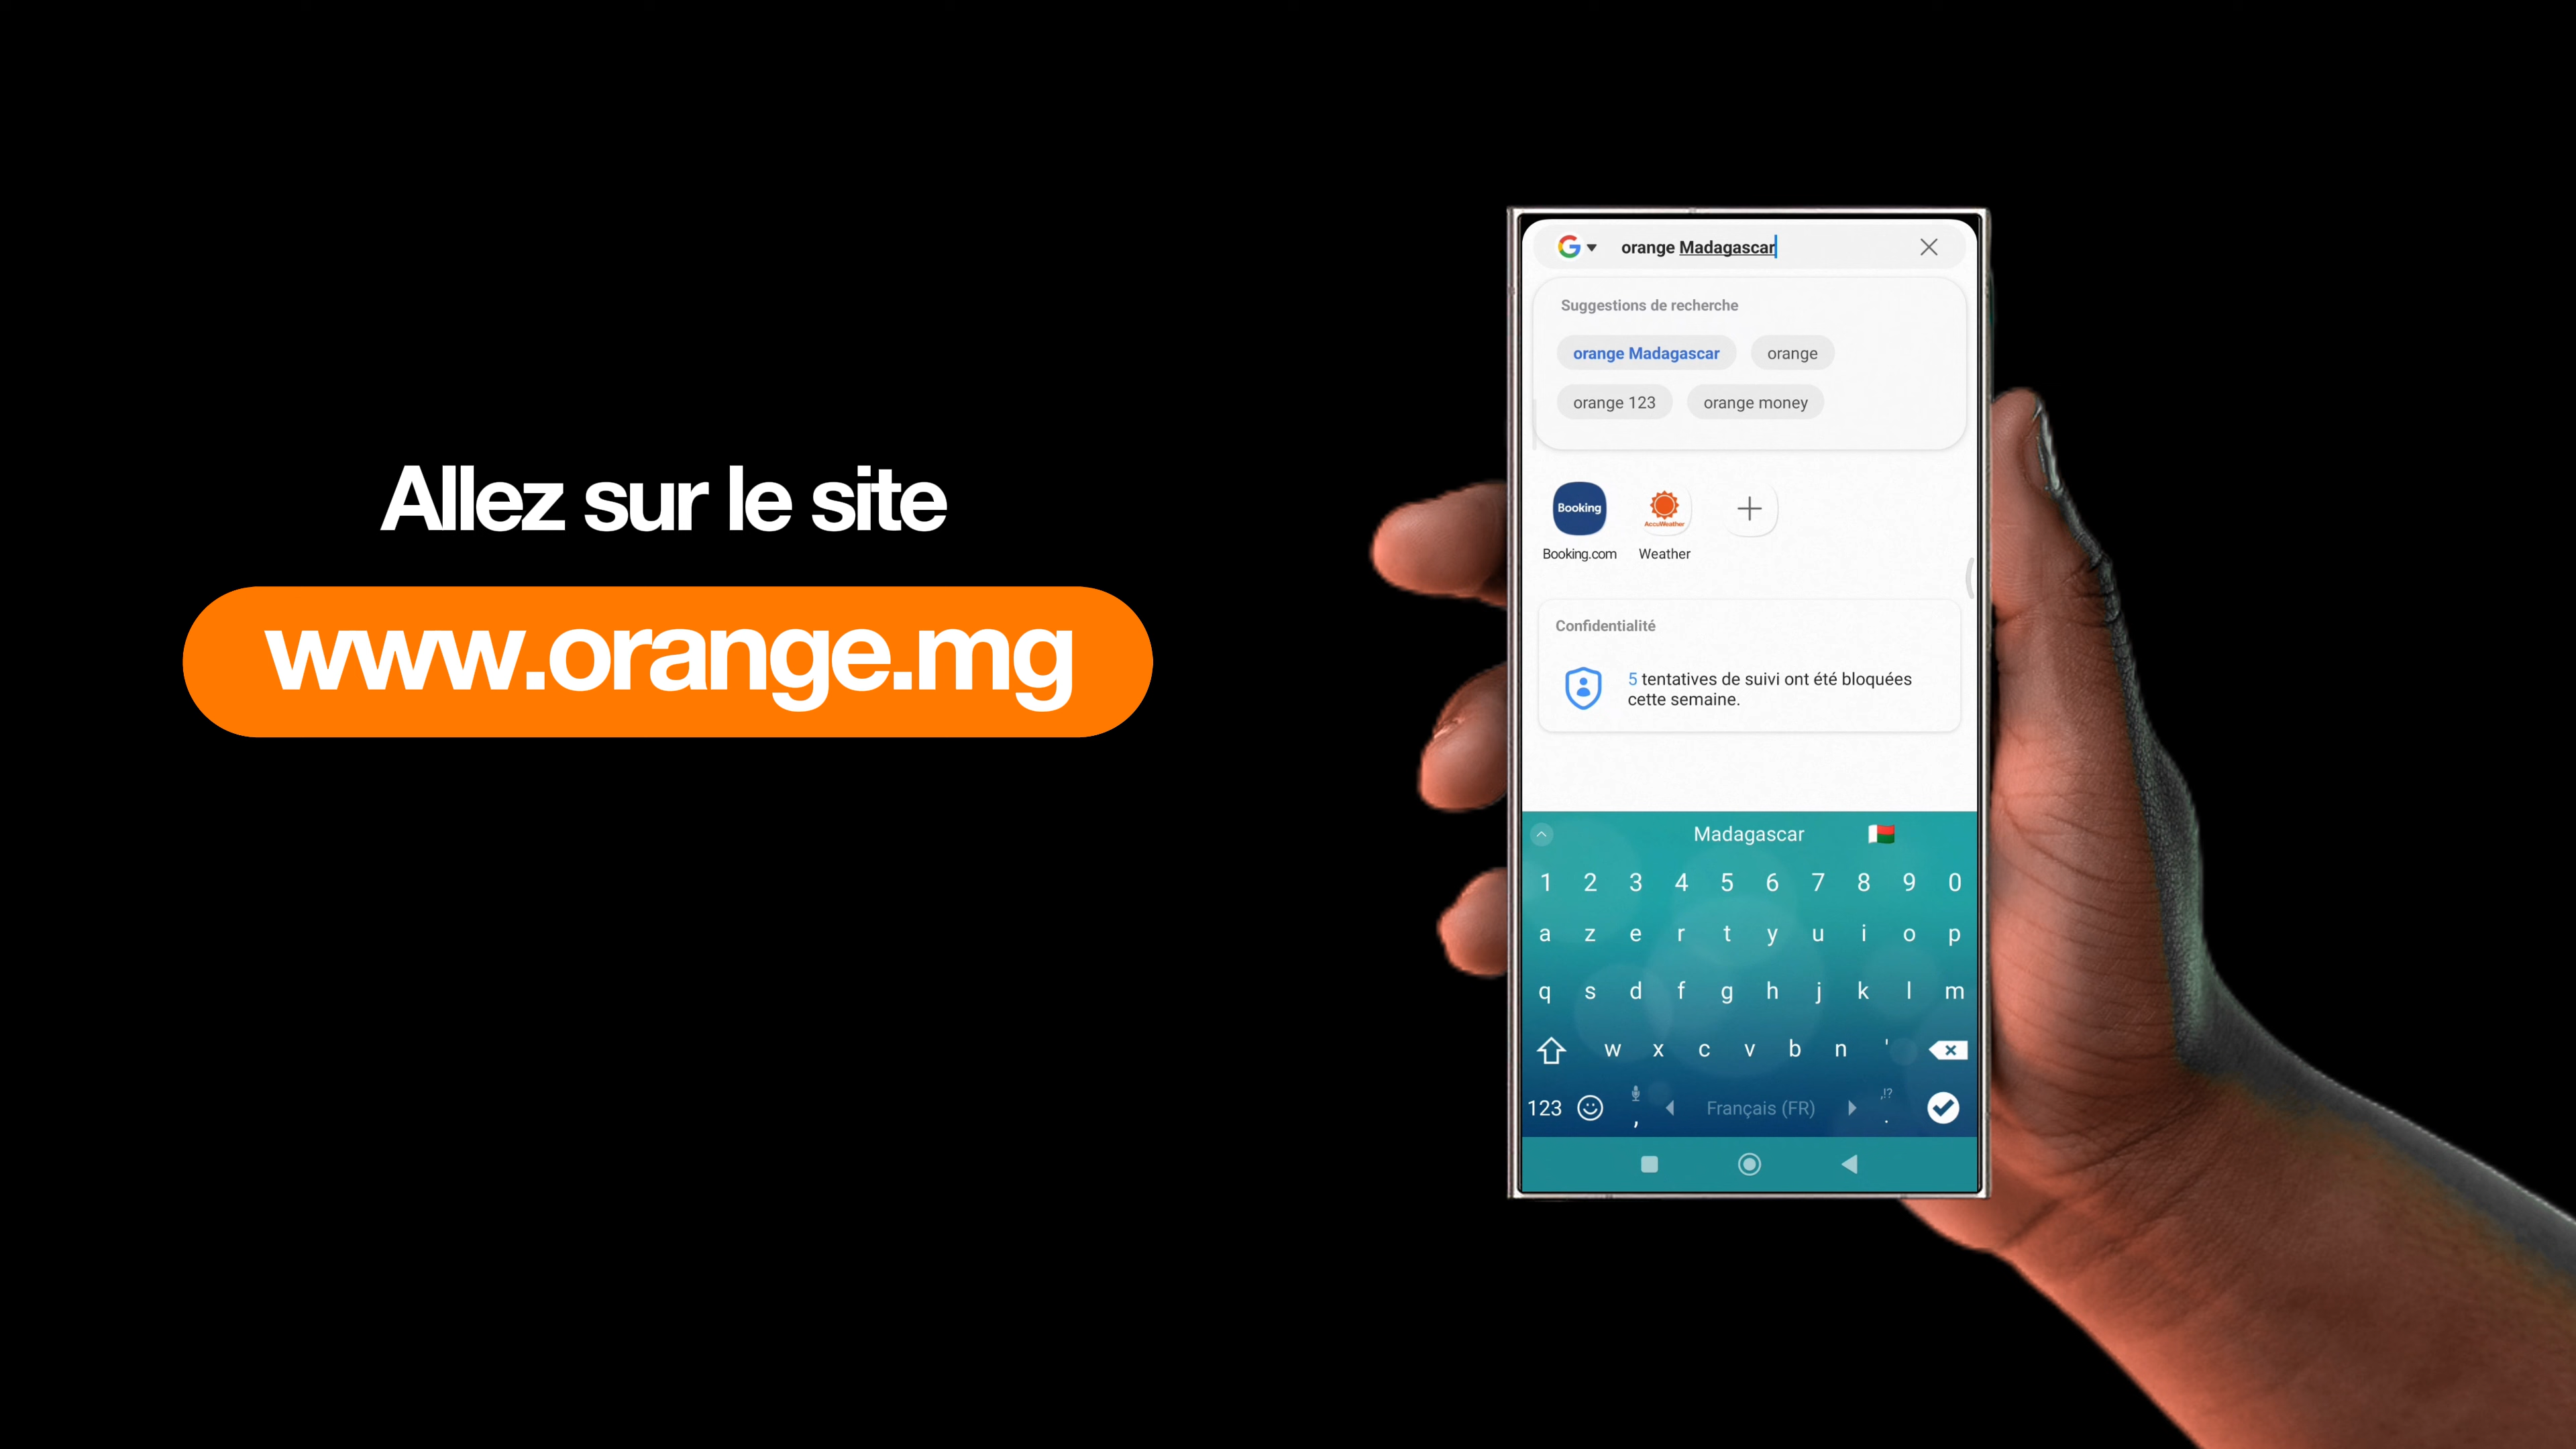 Allez sur le site
www.orange.mg
orange Madagascar
Suggestions de recherche
orange Madagascar
orange
orange 123
orange money
Booking
AccuWeather
Booking.com
Weather
Confidentialité
5 tentatives de suivi ont été bloquées
cette semaine.
Madagascar
1 2 3 4 5 6 7 8 9 0
a z e r t y u i o p
q s d f g h j k l m
w x c v b n '
,!?
123 , Français (FR) .